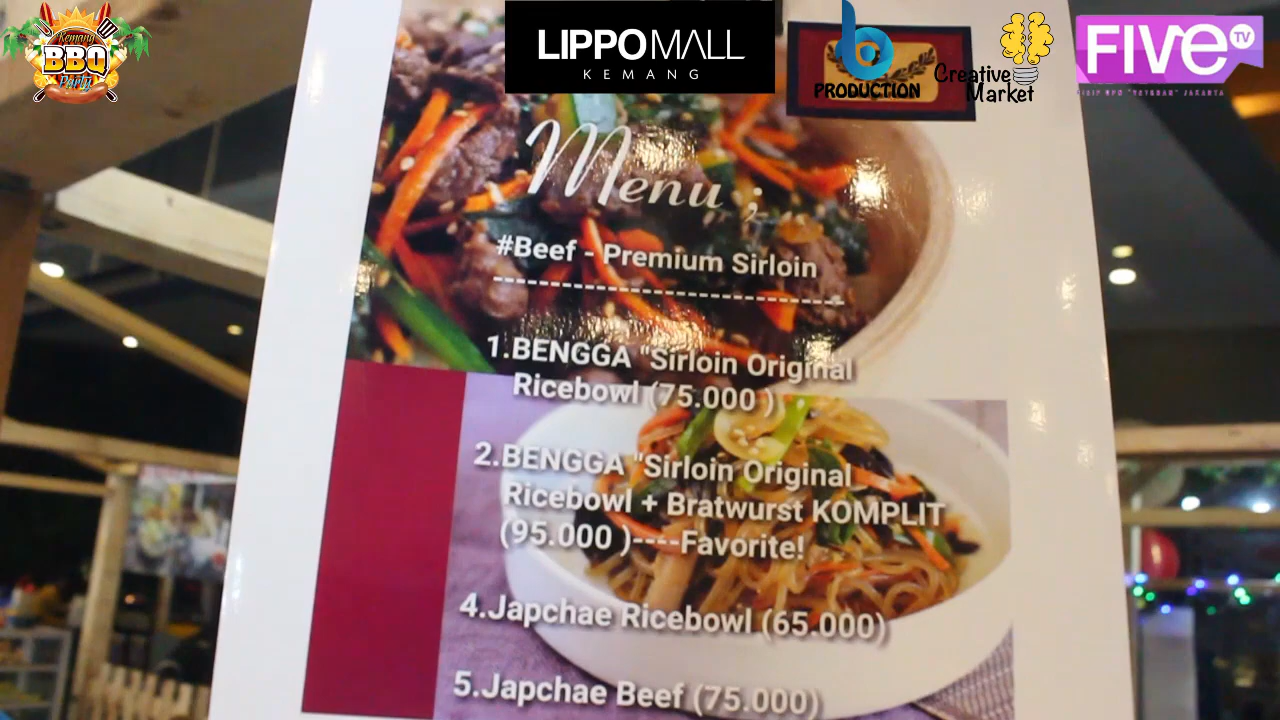 Kemang
BBQ
Party
LIPPO MALL
KEMANG
b
PRODUCTION
Creative
Market
FIVe TV
Menu ;
#Beef - Premium Sirloin
------------------------------
1.BENGGA "Sirloin Original
Ricebowl (75.000 )
2.BENGGA "Sirloin Original
Ricebowl + Bratwurst KOMPLIT
(95.000 )----Favorite!
4.Japchae Ricebowl (65.000)
5.Japchae Beef (75.000)